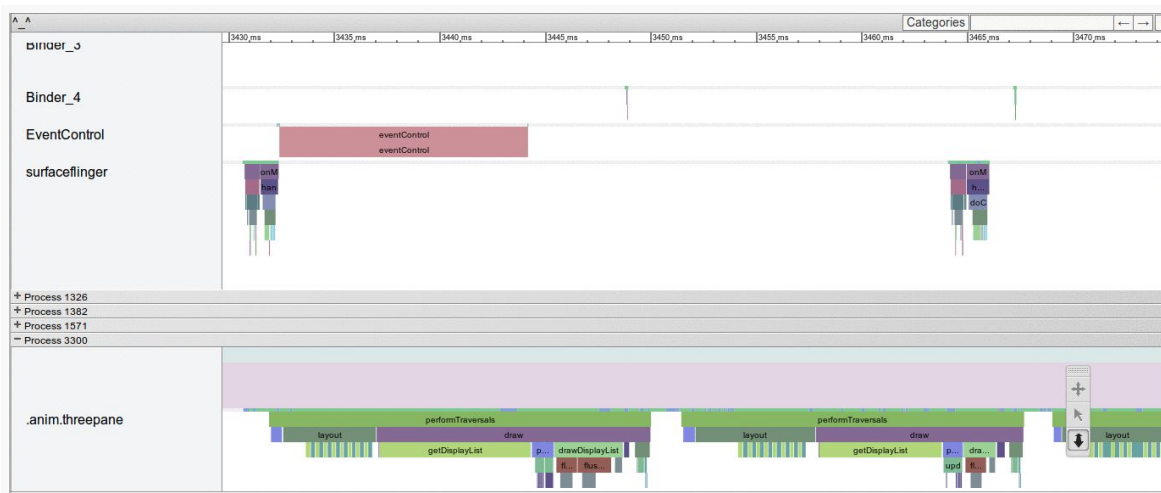 ^_^
Categories ← →
3430 ms 3435 ms 3440 ms 3445 ms 3450 ms 3455 ms 3460 ms 3465 ms 3470 ms
Binder_3
Binder_4
EventControl
eventControl
eventControl
surfaceflinger
onM onM
han h...
doC
+ Process 1326
+ Process 1382
+ Process 1571
− Process 3300
.anim.threepane
performTraversals performTraversals
layout draw layout draw layout
getDisplayList p... drawDisplayList getDisplayList p... dra...
fl... flus... upd fl...